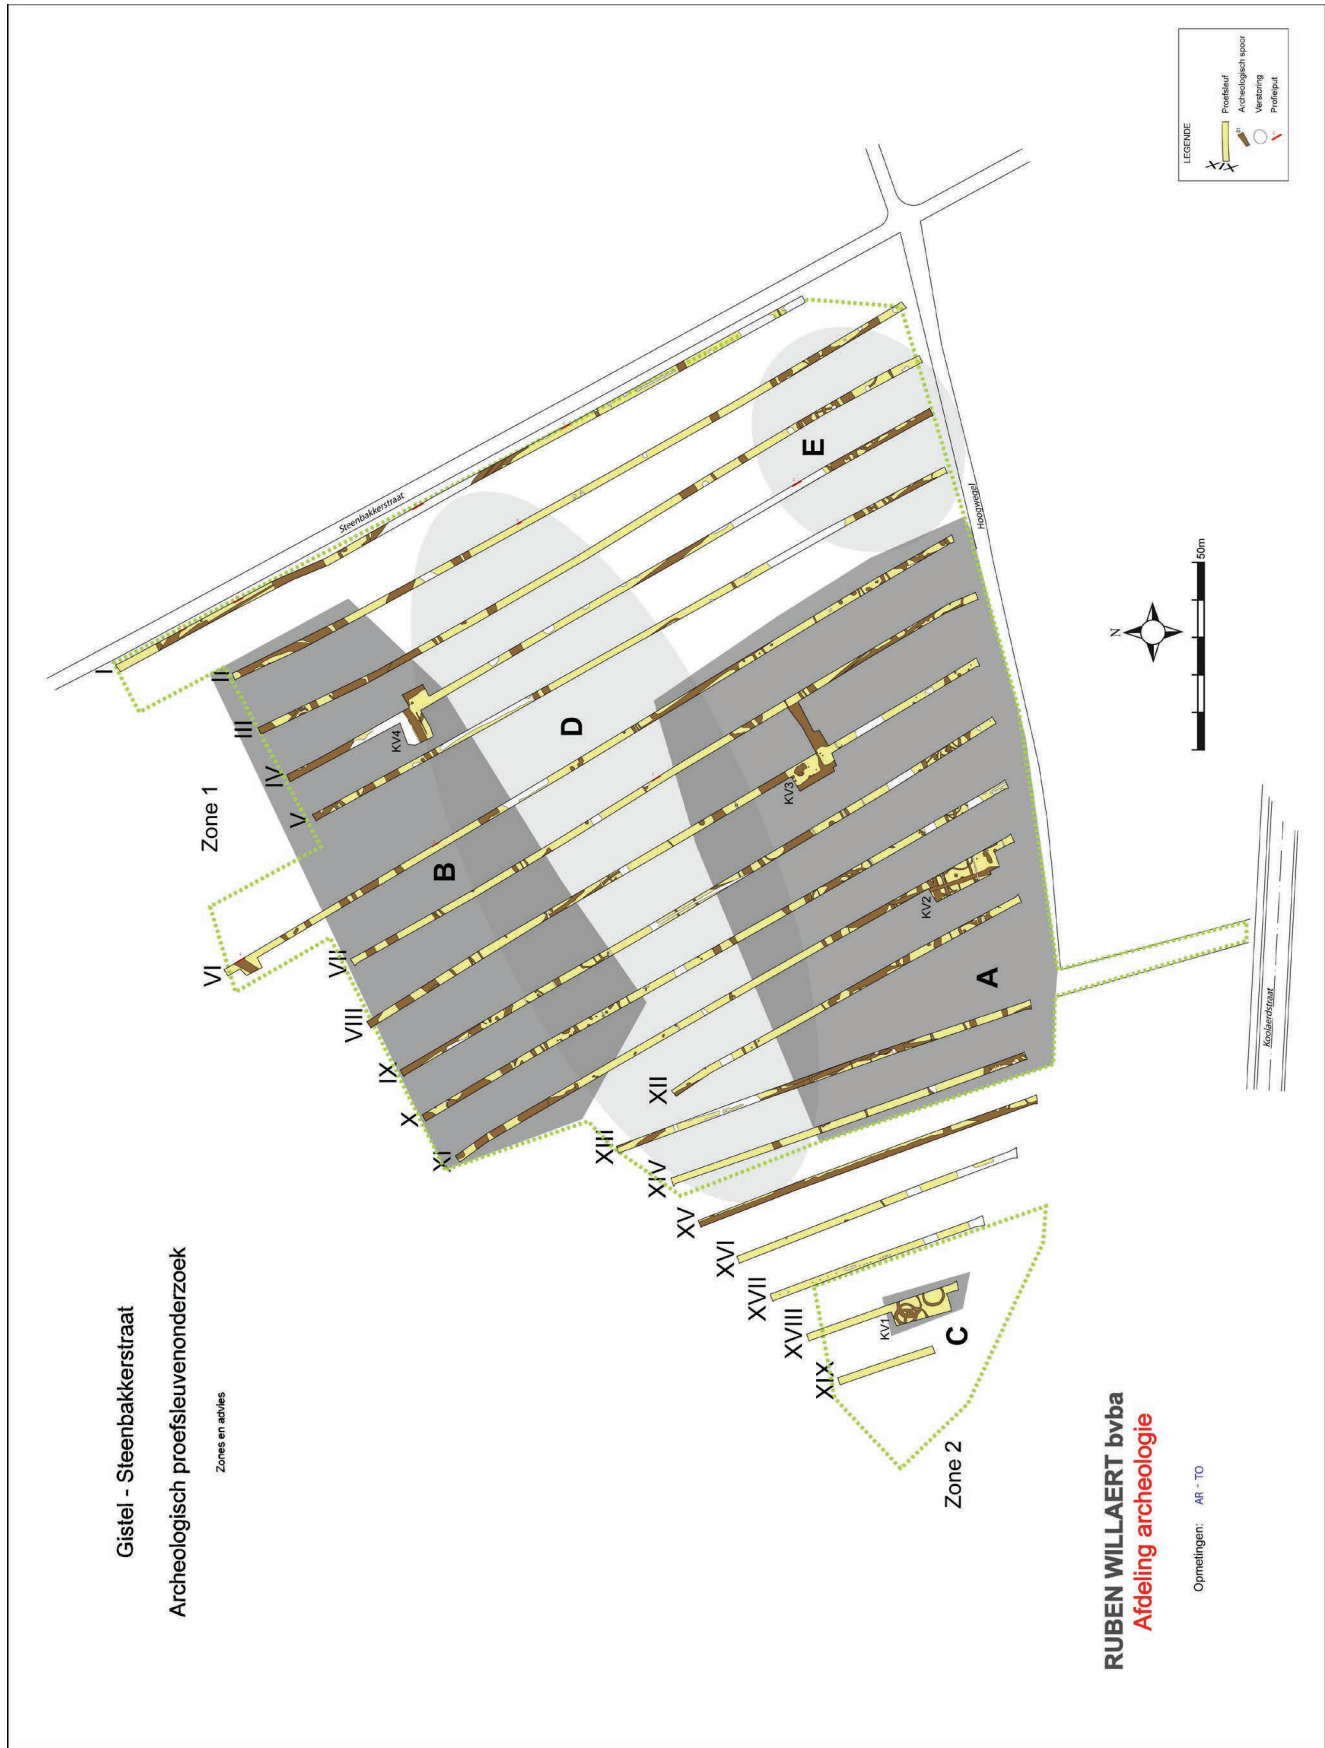 Gistel - Steenbakkerstraat
Archeologisch proefsleuvenonderzoek
Zones en advies
LEGENDE
XIX
Proefsleuf
Archeologisch spoor
Verstoring
Profielput
Zone 1
I
II
III
IV
V
VI
VII
VIII
IX
X
XI
XII
XIII
XIV
XV
XVI
XVII
XVIII
XIX
Steenbakkerstraat
KV4
B
D
E
KV3
KV2
A
Hoogwegel
KV1
C
Zone 2
Koolaerdstraat
N
50m
RUBEN WILLAERT bvba
Afdeling archeologie
Opmetingen: AR - TO